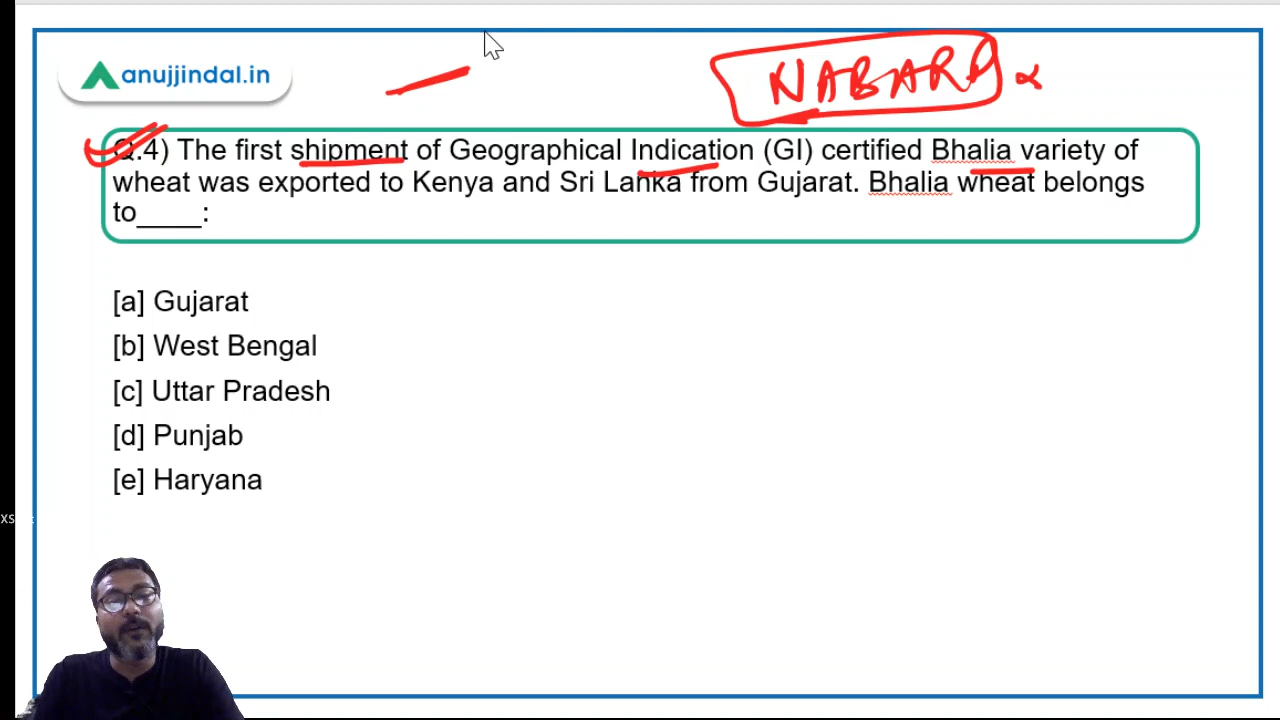 anujjindal.in
NABARD
Q.4) The first shipment of Geographical Indication (GI) certified Bhalia variety of
wheat was exported to Kenya and Sri Lanka from Gujarat. Bhalia wheat belongs
to____:
[a] Gujarat
[b] West Bengal
[c] Uttar Pradesh
[d] Punjab
[e] Haryana